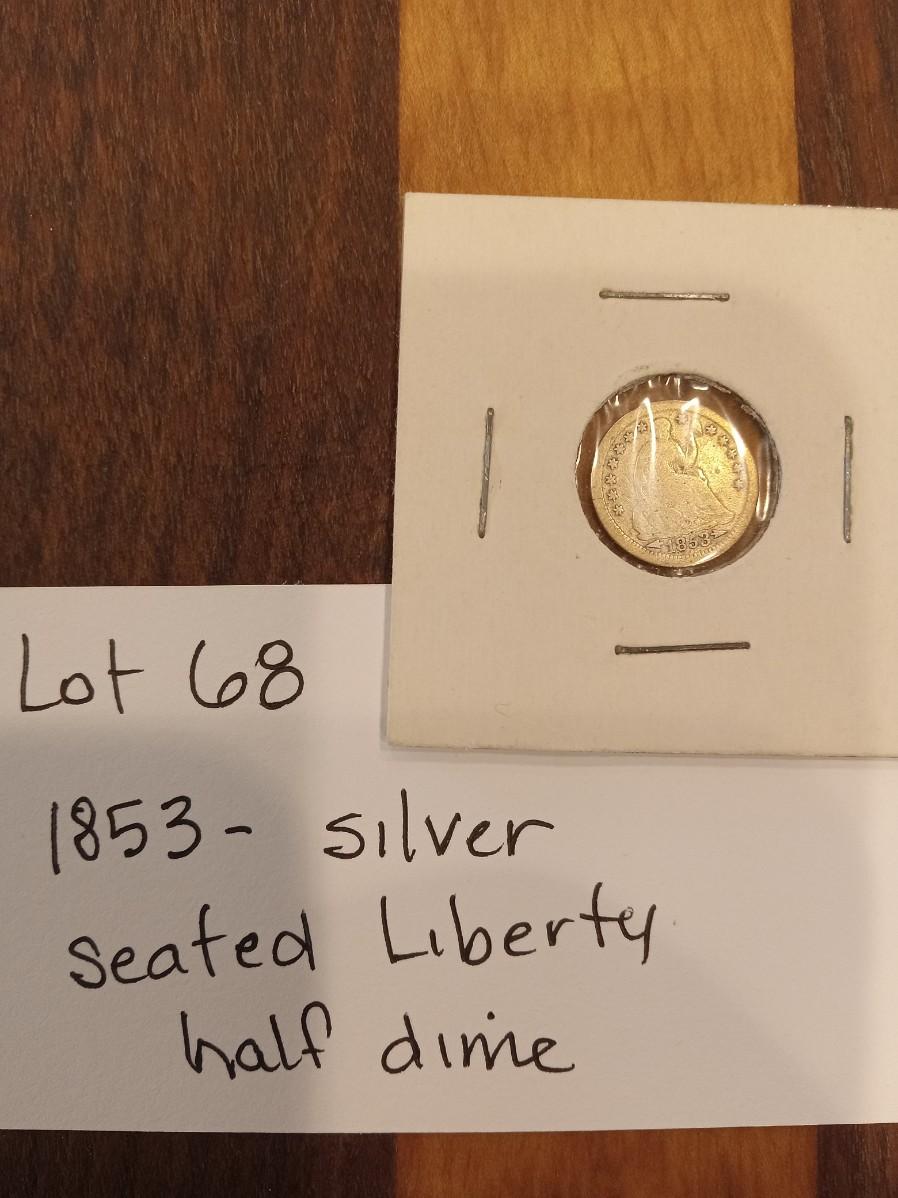 1853
Lot 68
1853- silver
seated Liberty
half dime